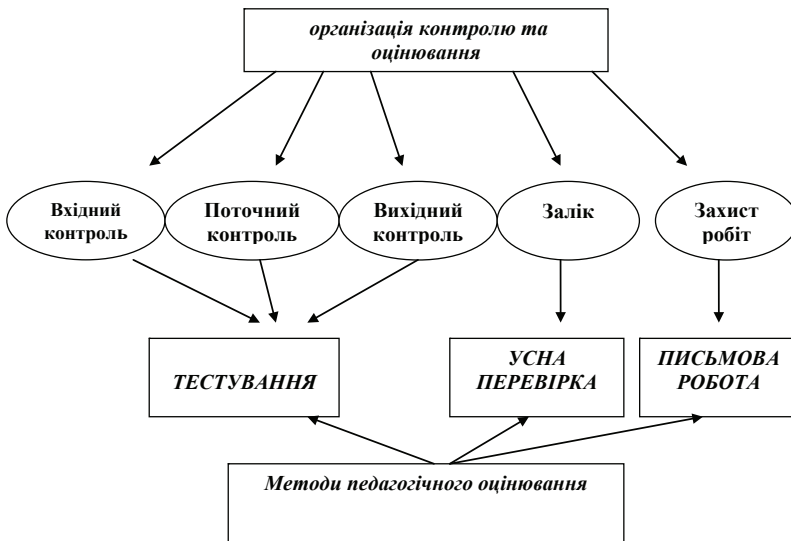 організація контролю та
оцінювання
Вхідний
контроль
Поточний
контроль
Вихідний
контроль
Залік
Захист
робіт
ТЕСТУВАННЯ
УСНА
ПЕРЕВІРКА
ПИСЬМОВА
РОБОТА
Методи педагогічного оцінювання